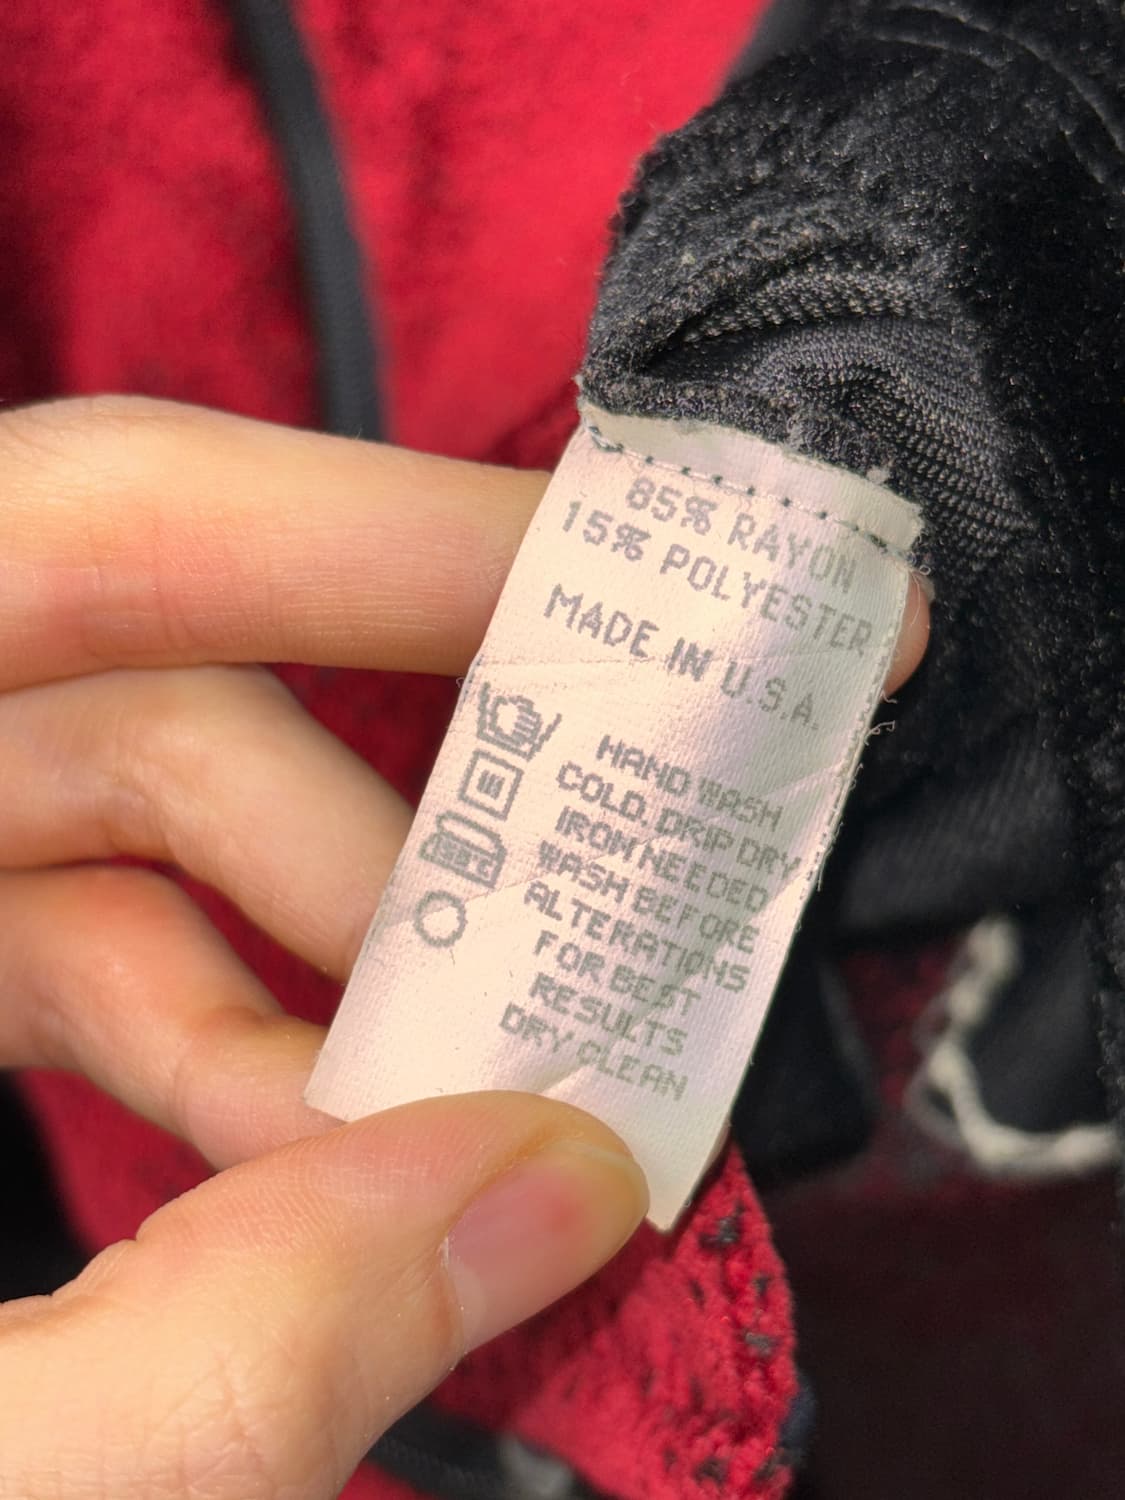 85% RAYON
15% POLYESTER
MADE IN U.S.A.
HAND WASH
COLD. DRIP DRY
IRON NEEDED
WASH BEFORE
ALTERATIONS
FOR BEST
RESULTS
DRY CLEAN